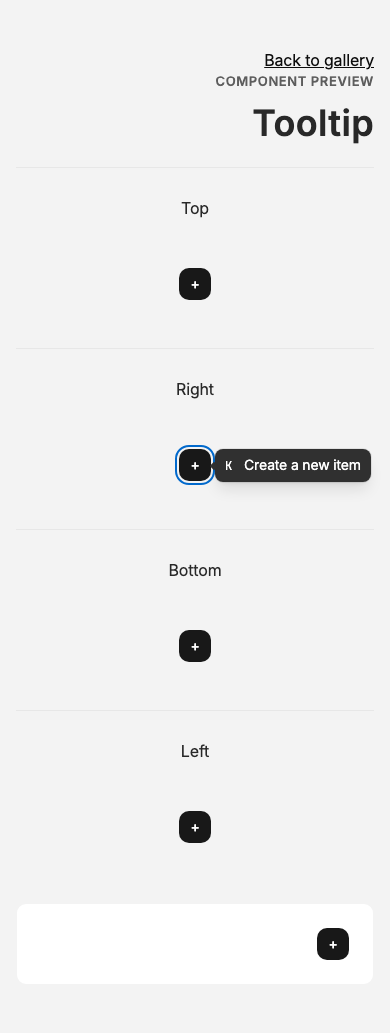 Back to gallery
COMPONENT PREVIEW
Tooltip
Top
+
Right
+
K Create a new item
Bottom
+
Left
+
+